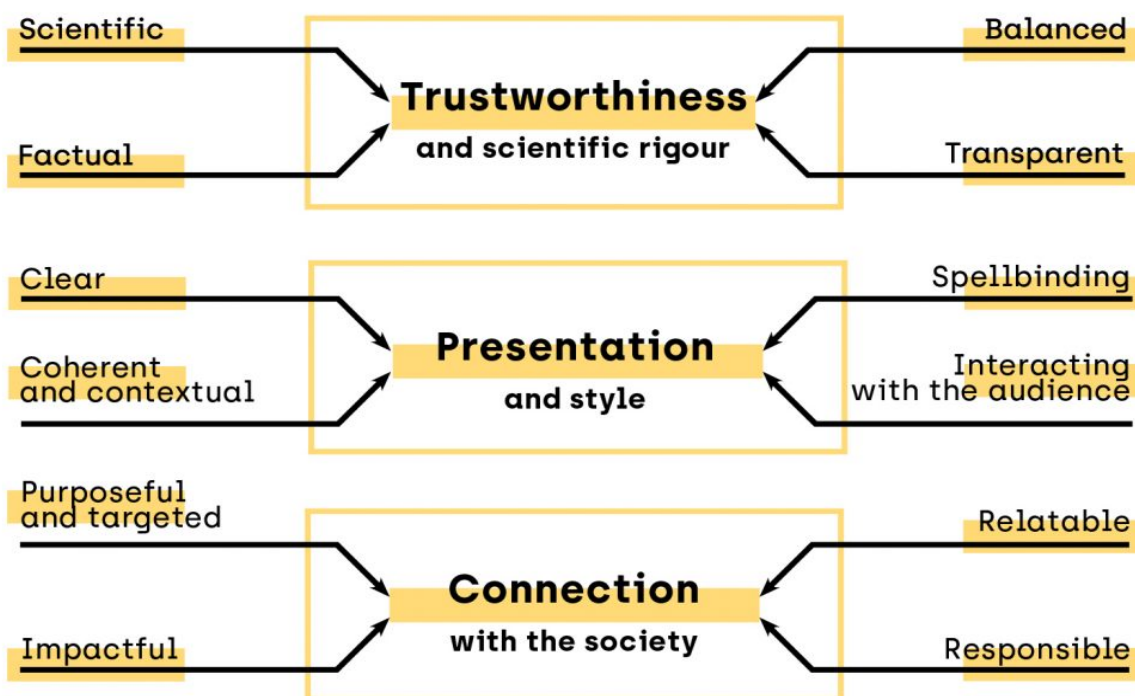 Scientific
Balanced
Trustworthiness
and scientific rigour
Factual
Transparent
Clear
Spellbinding
Presentation
and style
Coherent
and contextual
Interacting
with the audience
Purposeful
and targeted
Relatable
Connection
with the society
Impactful
Responsible